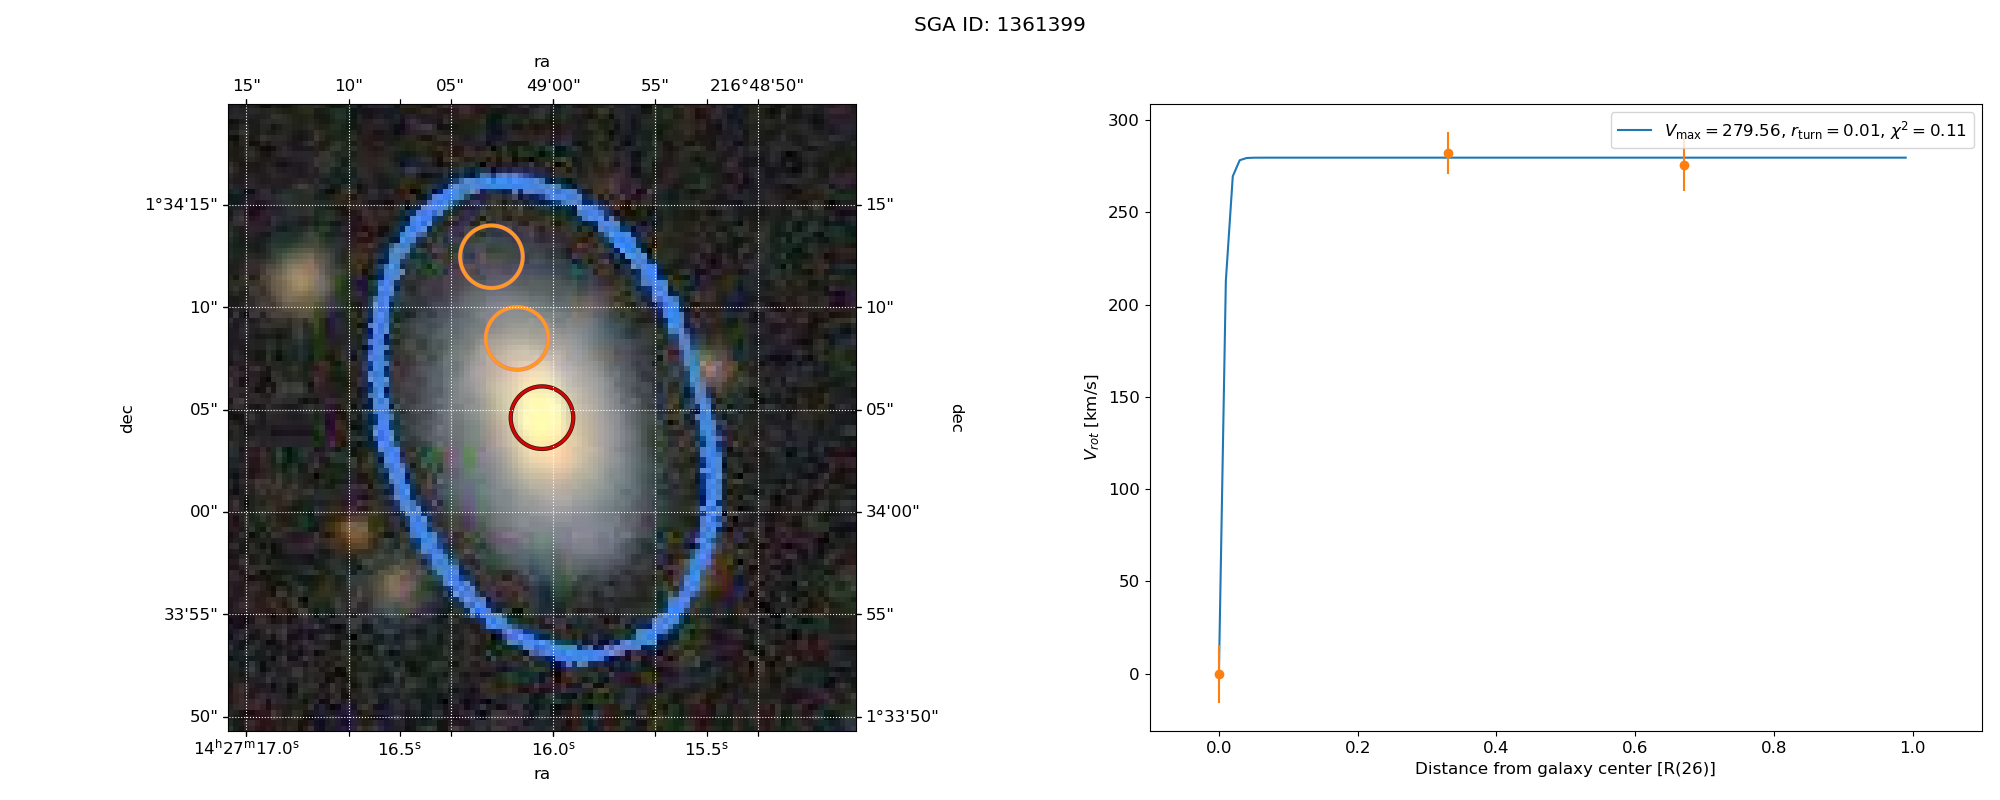 SGA ID: 1361399
ra
15" 10" 05" 49'00" 55" 216°48'50"
1°34'15" 15"
10" 10"
05" 05"
dec dec
00" 34'00"
33'55" 55"
50" 1°33'50"
14ʰ27ᵐ17.0ˢ 16.5ˢ 16.0ˢ 15.5ˢ
ra
V_max = 279.56, r_turn = 0.01, χ² = 0.11
300
250
200
150
100
50
0
V_rot [km/s]
0.0 0.2 0.4 0.6 0.8 1.0
Distance from galaxy center [R(26)]